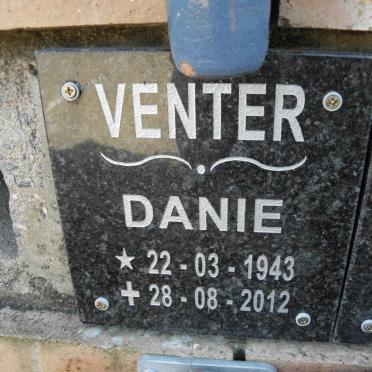 VENTER
DANIE
★ 22 - 03 - 1943
✝ 28 - 08 - 2012